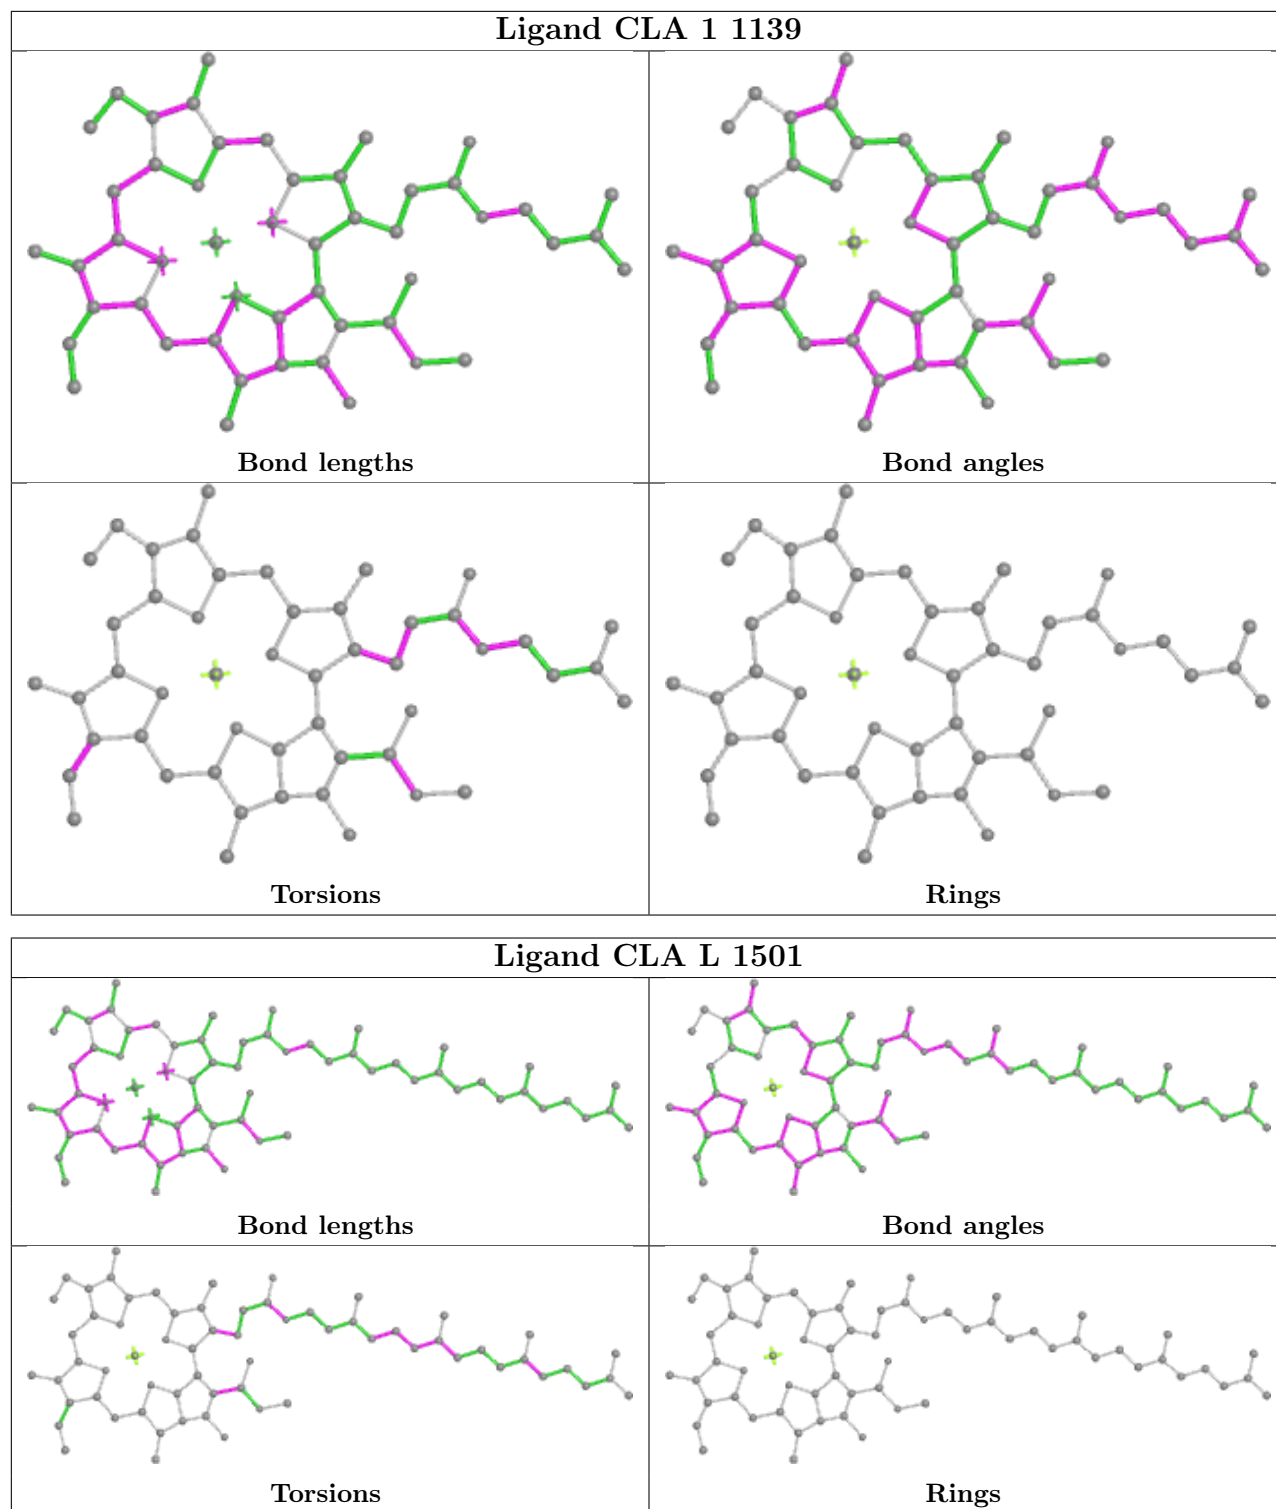 Ligand CLA 1 1139
Bond lengths
Bond angles
Torsions
Rings
Ligand CLA L 1501
Bond lengths
Bond angles
Torsions
Rings